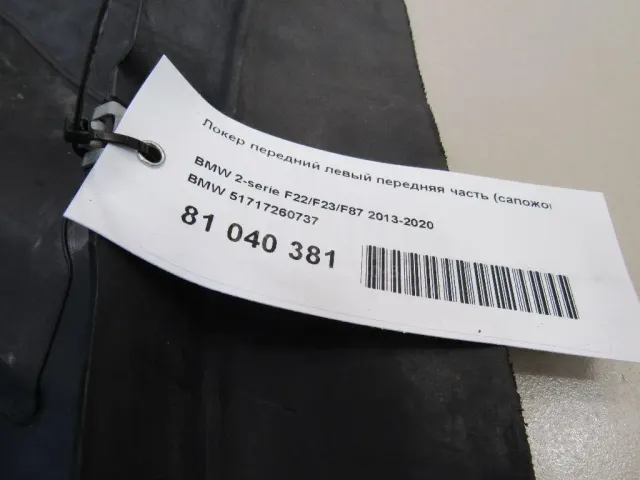 Локер передний левый передняя часть (сапожо
BMW 2-serie F22/F23/F87 2013-2020
BMW 51717260737
81 040 381